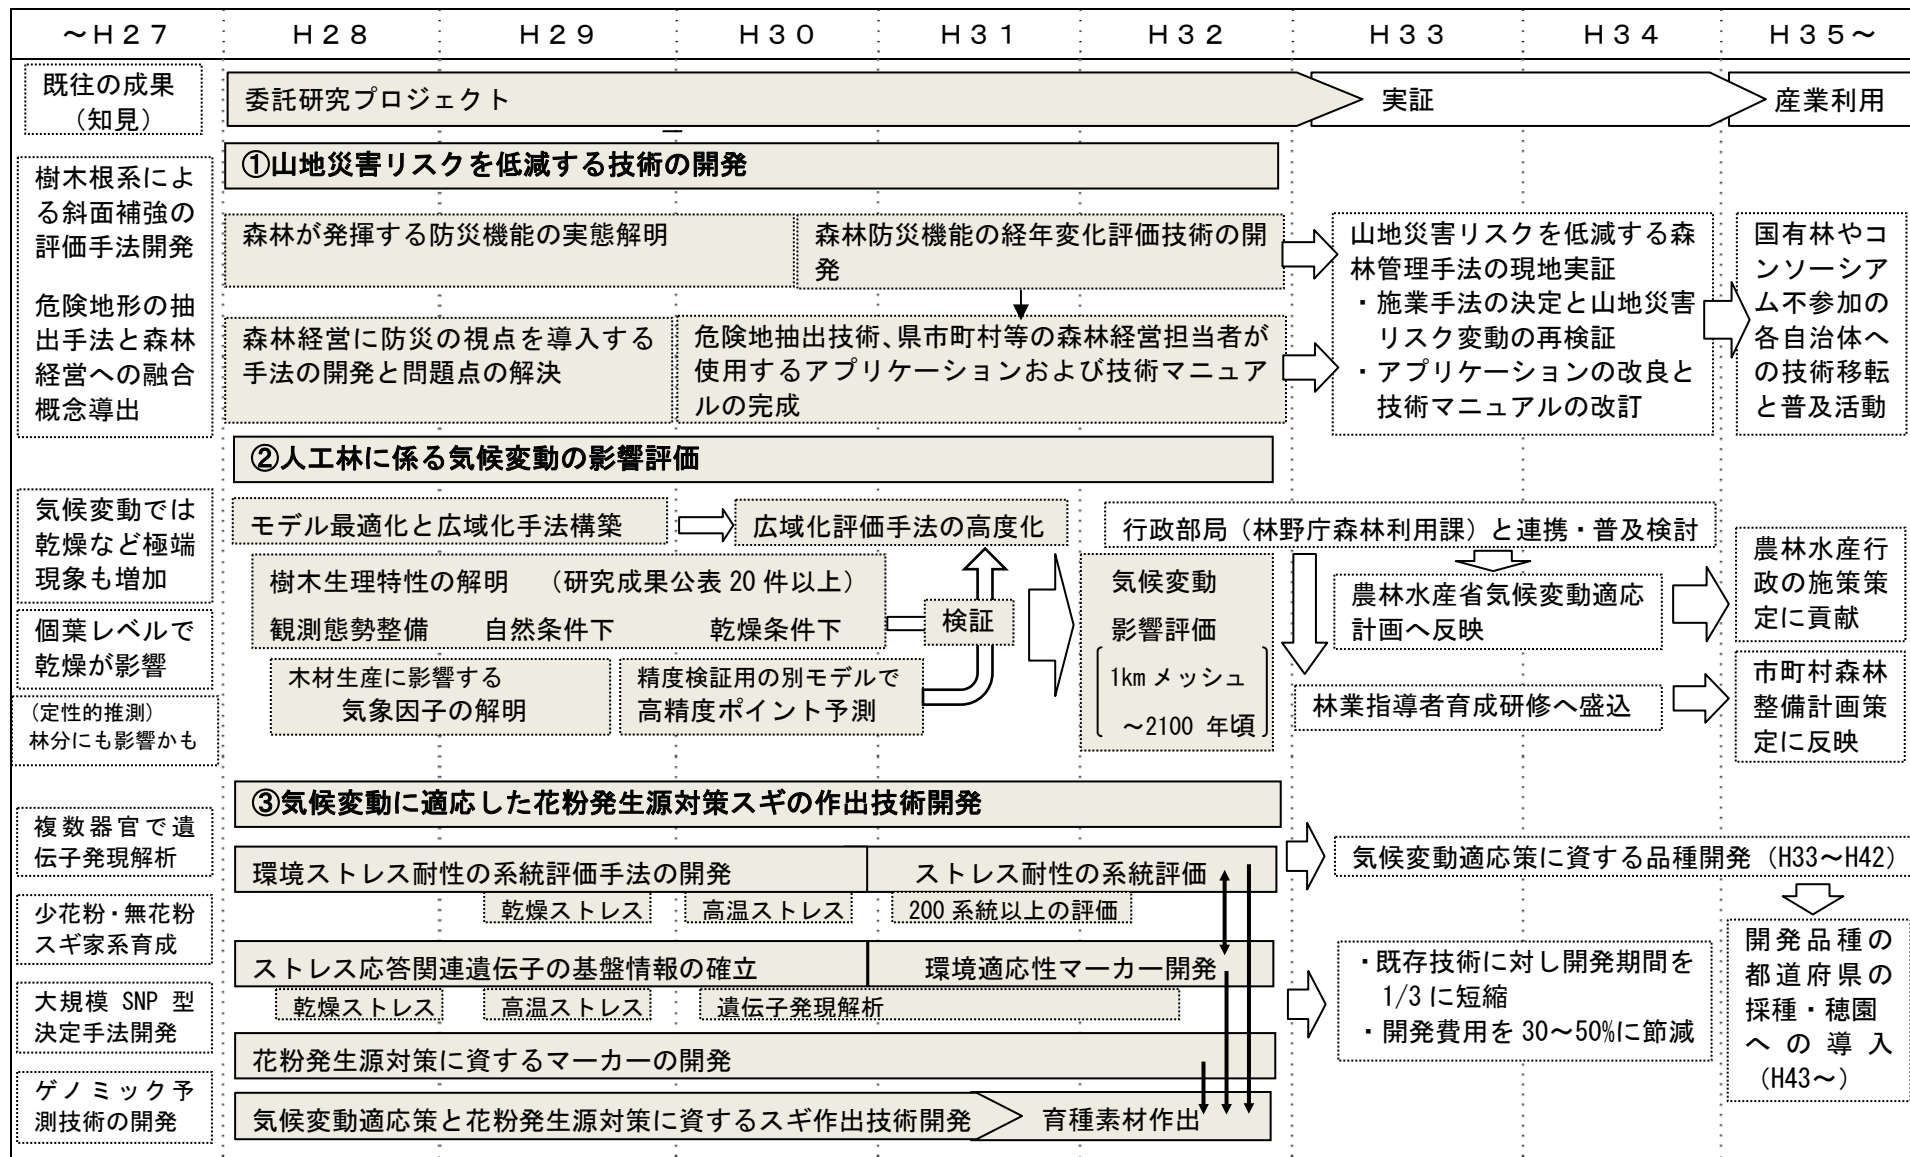 ～Ｈ２７
Ｈ２８
Ｈ２９
Ｈ３０
Ｈ３１
Ｈ３２
Ｈ３３
Ｈ３４
Ｈ３５～
既往の成果
（知見）
委託研究プロジェクト
実証
産業利用
①山地災害リスクを低減する技術の開発
樹木根系によ
る斜面補強の
評価手法開発
危険地形の抽
出手法と森林
経営への融合
概念導出
森林が発揮する防災機能の実態解明
森林防災機能の経年変化評価技術の開
発
森林経営に防災の視点を導入する
手法の開発と問題点の解決
危険地抽出技術、県市町村等の森林経営担当者が
使用するアプリケーションおよび技術マニュア
ルの完成
山地災害リスクを低減する森
林管理手法の現地実証
・施業手法の決定と山地災害
リスク変動の再検証
・アプリケーションの改良と
技術マニュアルの改訂
国有林やコ
ンソーシア
ム不参加の
各自治体へ
の技術移転
と普及活動
②人工林に係る気候変動の影響評価
気候変動では
乾燥など極端
現象も増加
個葉レベルで
乾燥が影響
（定性的推測）
林分にも影響かも
モデル最適化と広域化手法構築
広域化評価手法の高度化
樹木生理特性の解明　（研究成果公表 20 件以上）
観測態勢整備　自然条件下　乾燥条件下
検証
木材生産に影響する
気象因子の解明
精度検証用の別モデルで
高精度ポイント予測
気候変動
影響評価
1km メッシュ
～2100 年頃
行政部局（林野庁森林利用課）と連携・普及検討
農林水産省気候変動適応
計画へ反映
林業指導者育成研修へ盛込
農林水産行
政の施策策
定に貢献
市町村森林
整備計画策
定に反映
③気候変動に適応した花粉発生源対策スギの作出技術開発
複数器官で遺
伝子発現解析
少花粉・無花粉
スギ家系育成
大規模 SNP 型
決定手法開発
ゲノミック予
測技術の開発
環境ストレス耐性の系統評価手法の開発
ストレス耐性の系統評価
乾燥ストレス
高温ストレス
200 系統以上の評価
ストレス応答関連遺伝子の基盤情報の確立
環境適応性マーカー開発
乾燥ストレス
高温ストレス
遺伝子発現解析
花粉発生源対策に資するマーカーの開発
気候変動適応策と花粉発生源対策に資するスギ作出技術開発
育種素材作出
気候変動適応策に資する品種開発（H33～H42）
・既存技術に対し開発期間を
1/3 に短縮
・開発費用を 30～50%に節減
開発品種の
都道府県の
採種・穂園
への導入
（H43～）